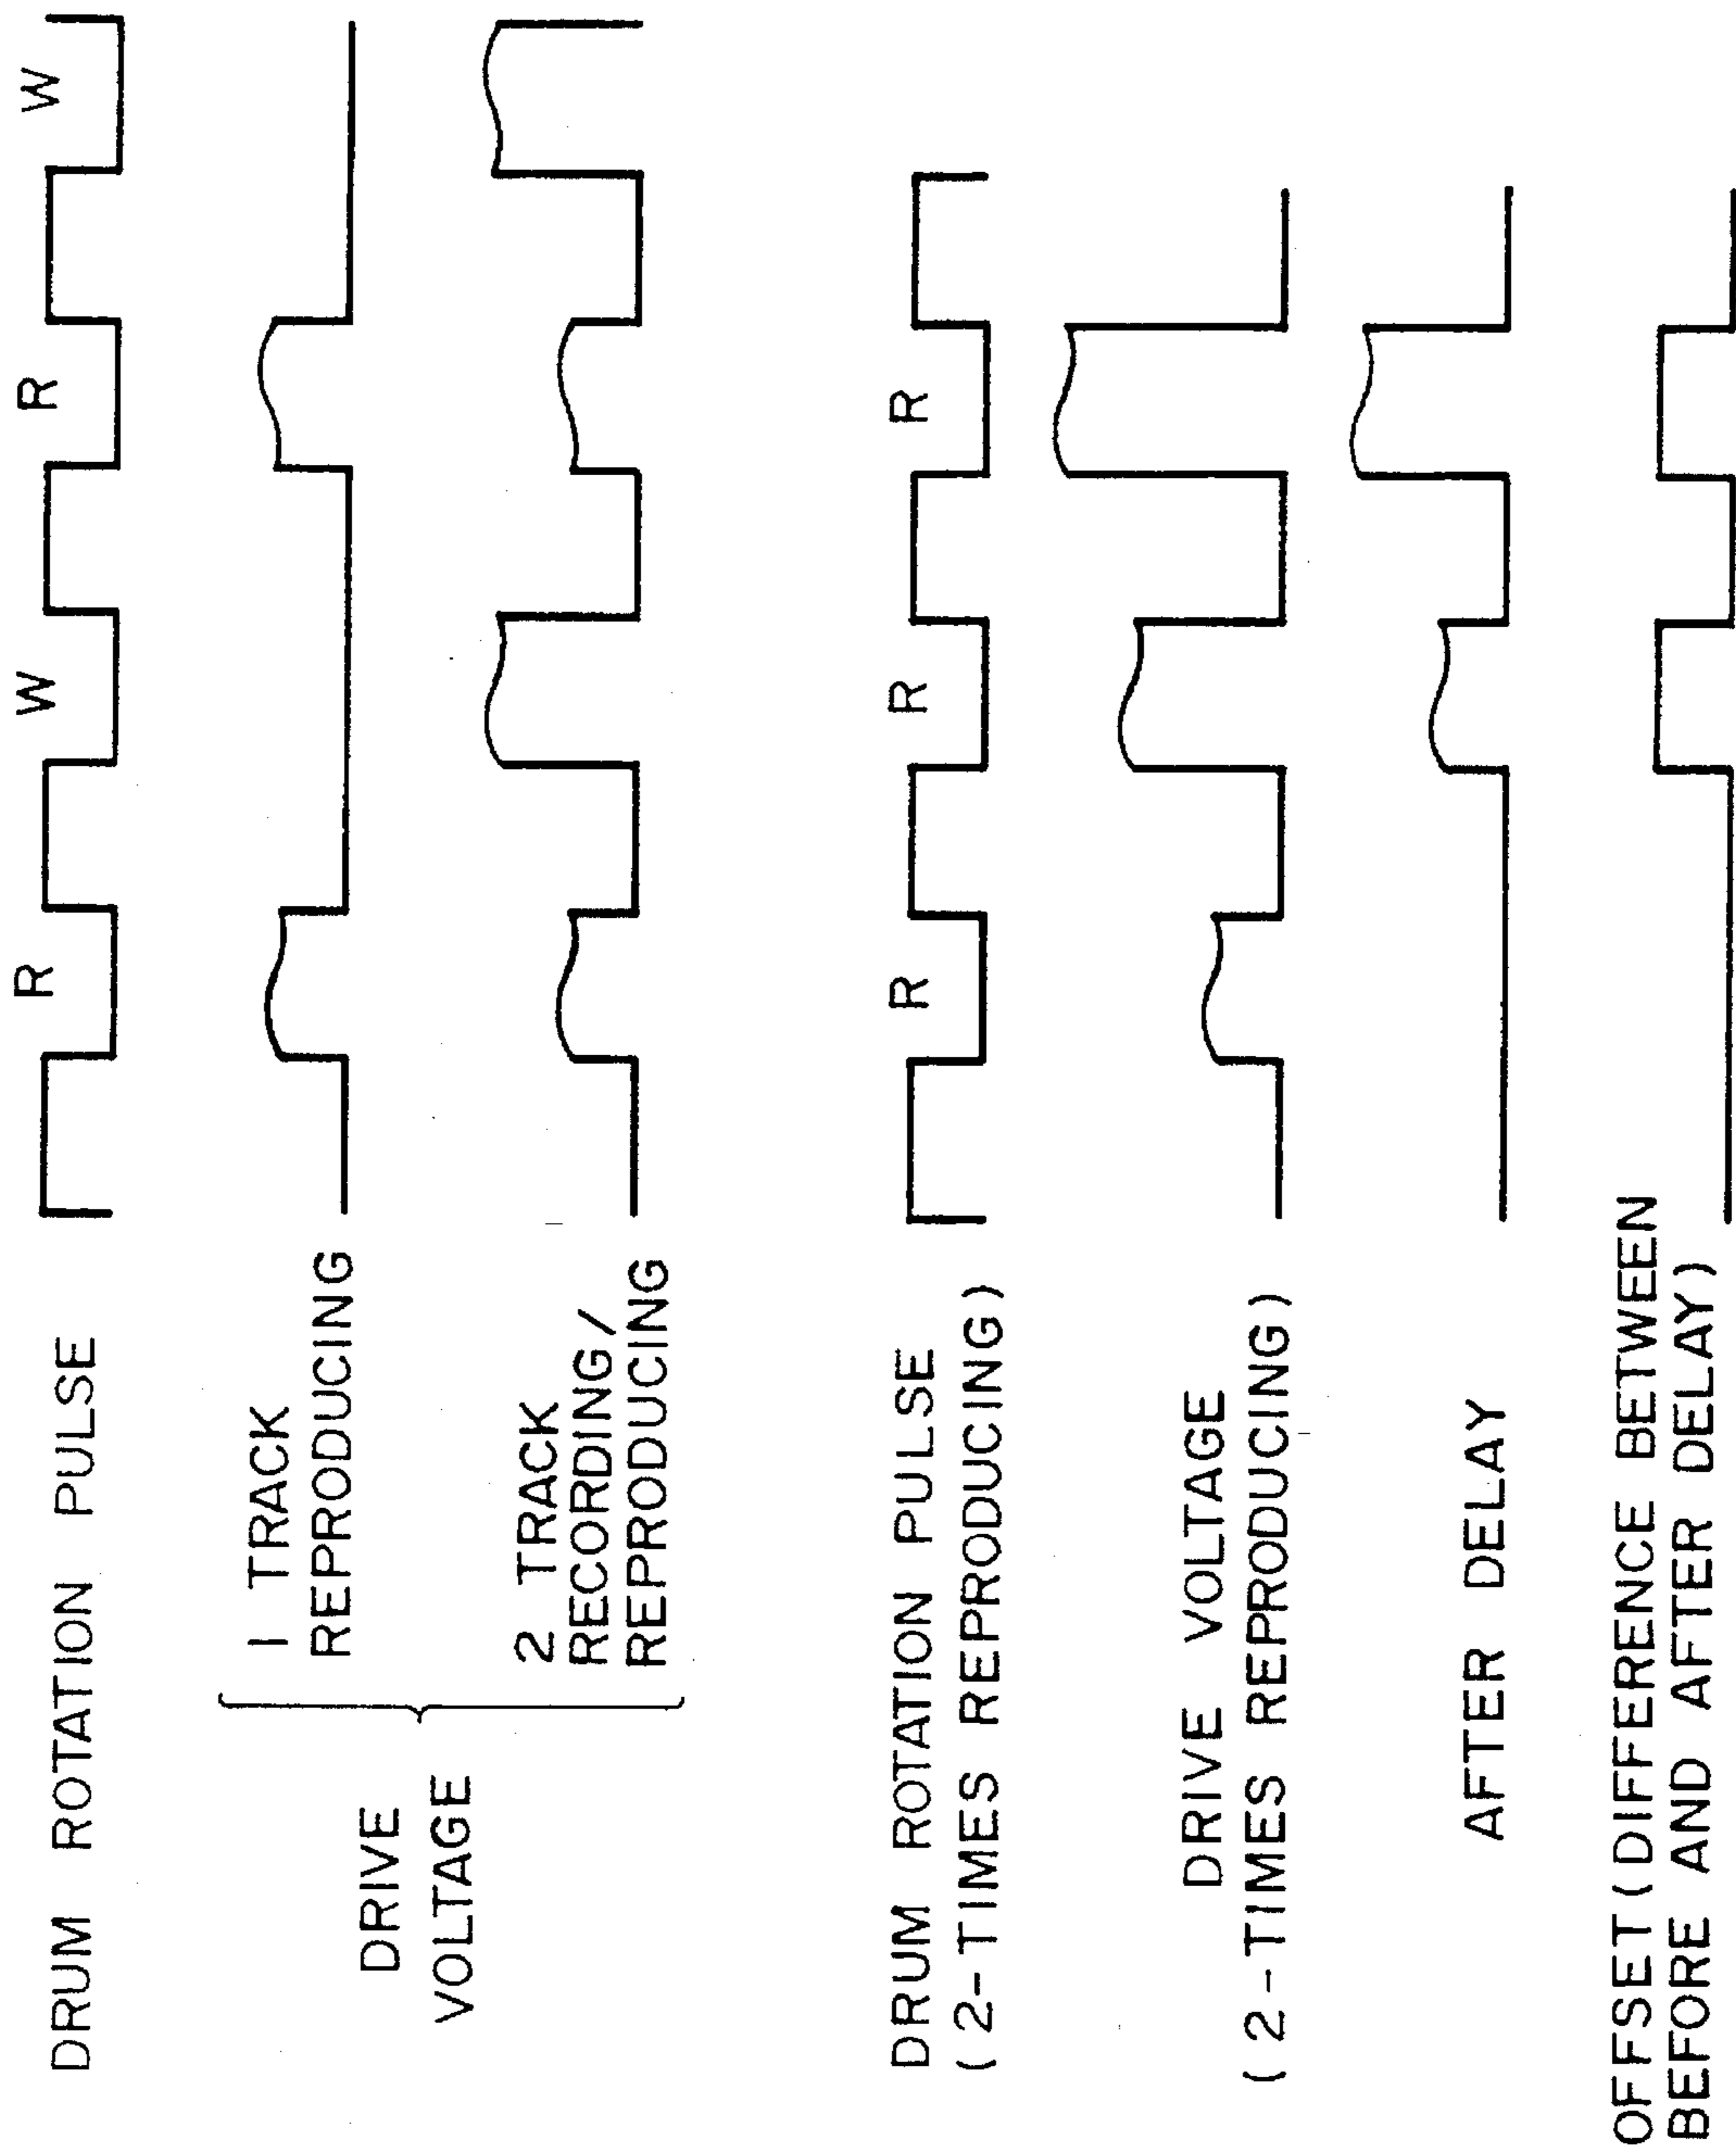 DRUM ROTATION PULSE
R W R W
DRIVE
VOLTAGE
1 TRACK
REPRODUCING
2 TRACK
RECORDING/
REPRODUCING
DRUM ROTATION PULSE
(2-TIMES REPRODUCING)
R R R
DRIVE VOLTAGE
(2-TIMES REPRODUCING)
AFTER DELAY
OFFSET (DIFFERENCE BETWEEN
BEFORE AND AFTER DELAY)